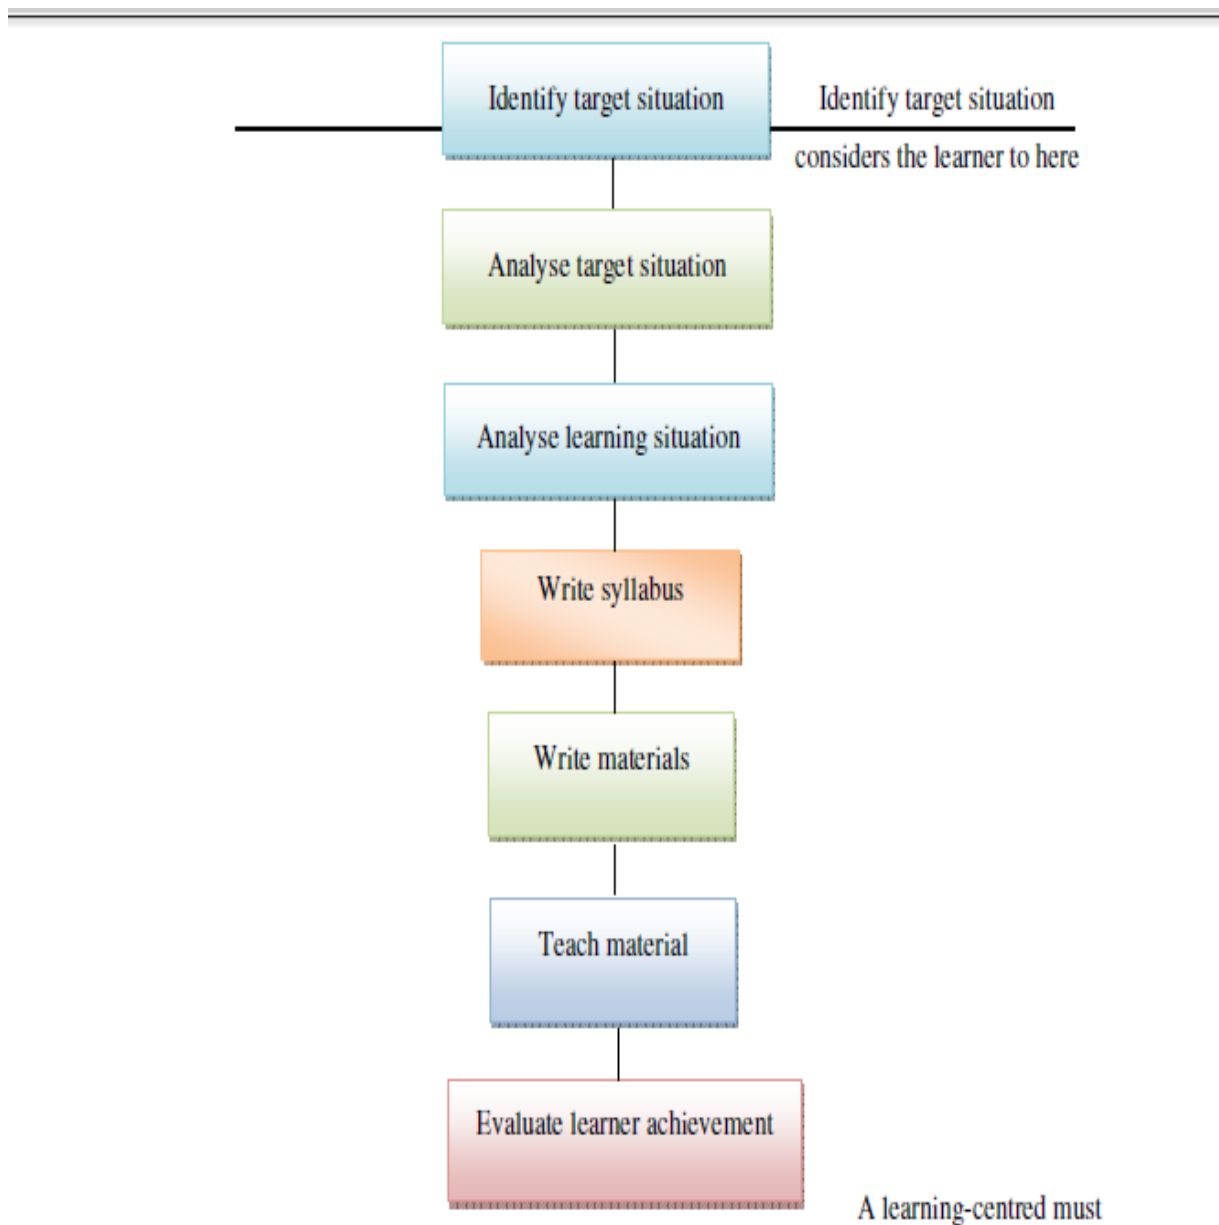 Identify target situation
Identify target situation
considers the learner to here
Analyse target situation
Analyse learning situation
Write syllabus
Write materials
Teach material
Evaluate learner achievement
A learning-centred must